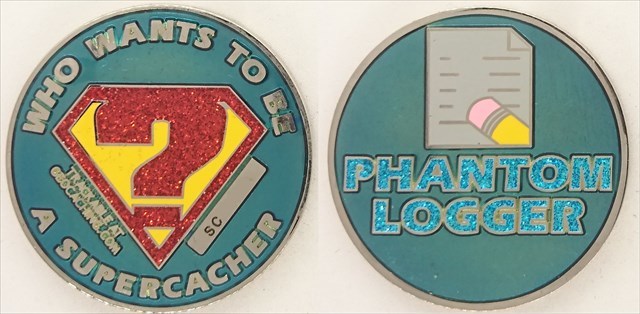 WHO WANTS TO BE
A SUPERCACHER
?
SC
PHANTOM
LOGGER